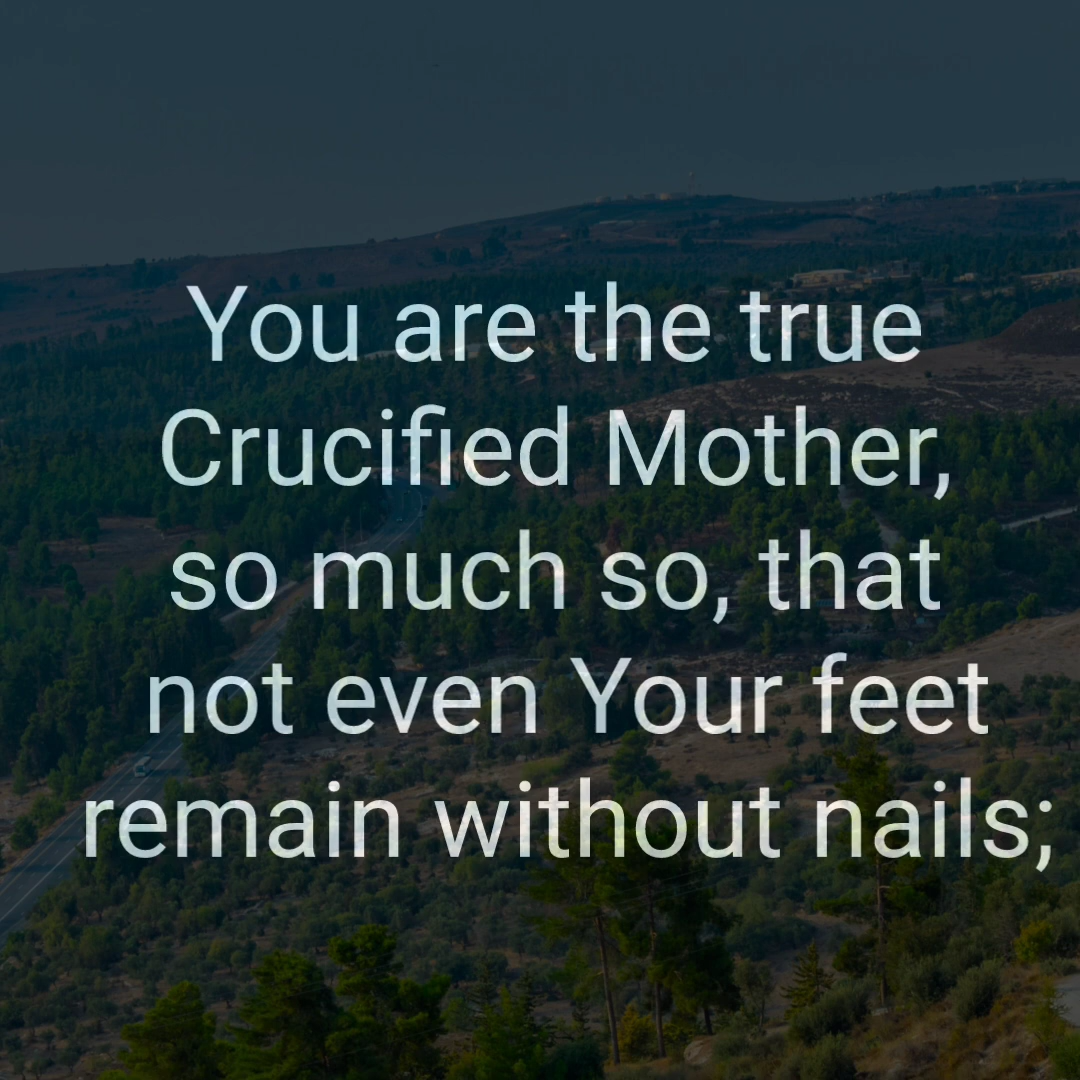 You are the true
Crucified Mother,
so much so, that
not even Your feet
remain without nails;